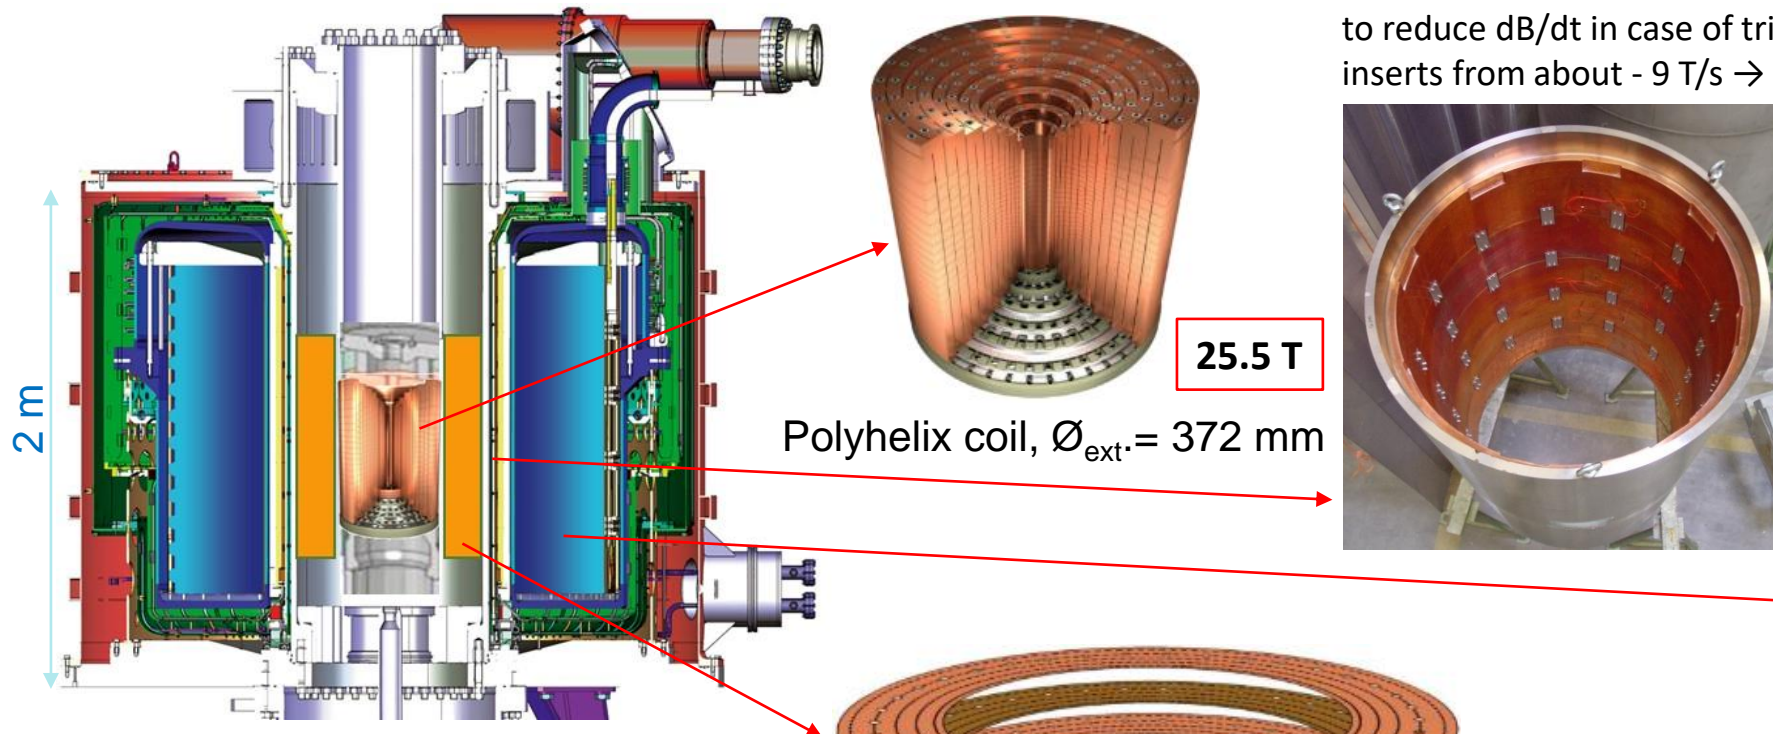 to reduce dB/dt in case of tri
inserts from about - 9 T/s →
2 m
25.5 T
Polyhelix coil, Øext.= 372 mm